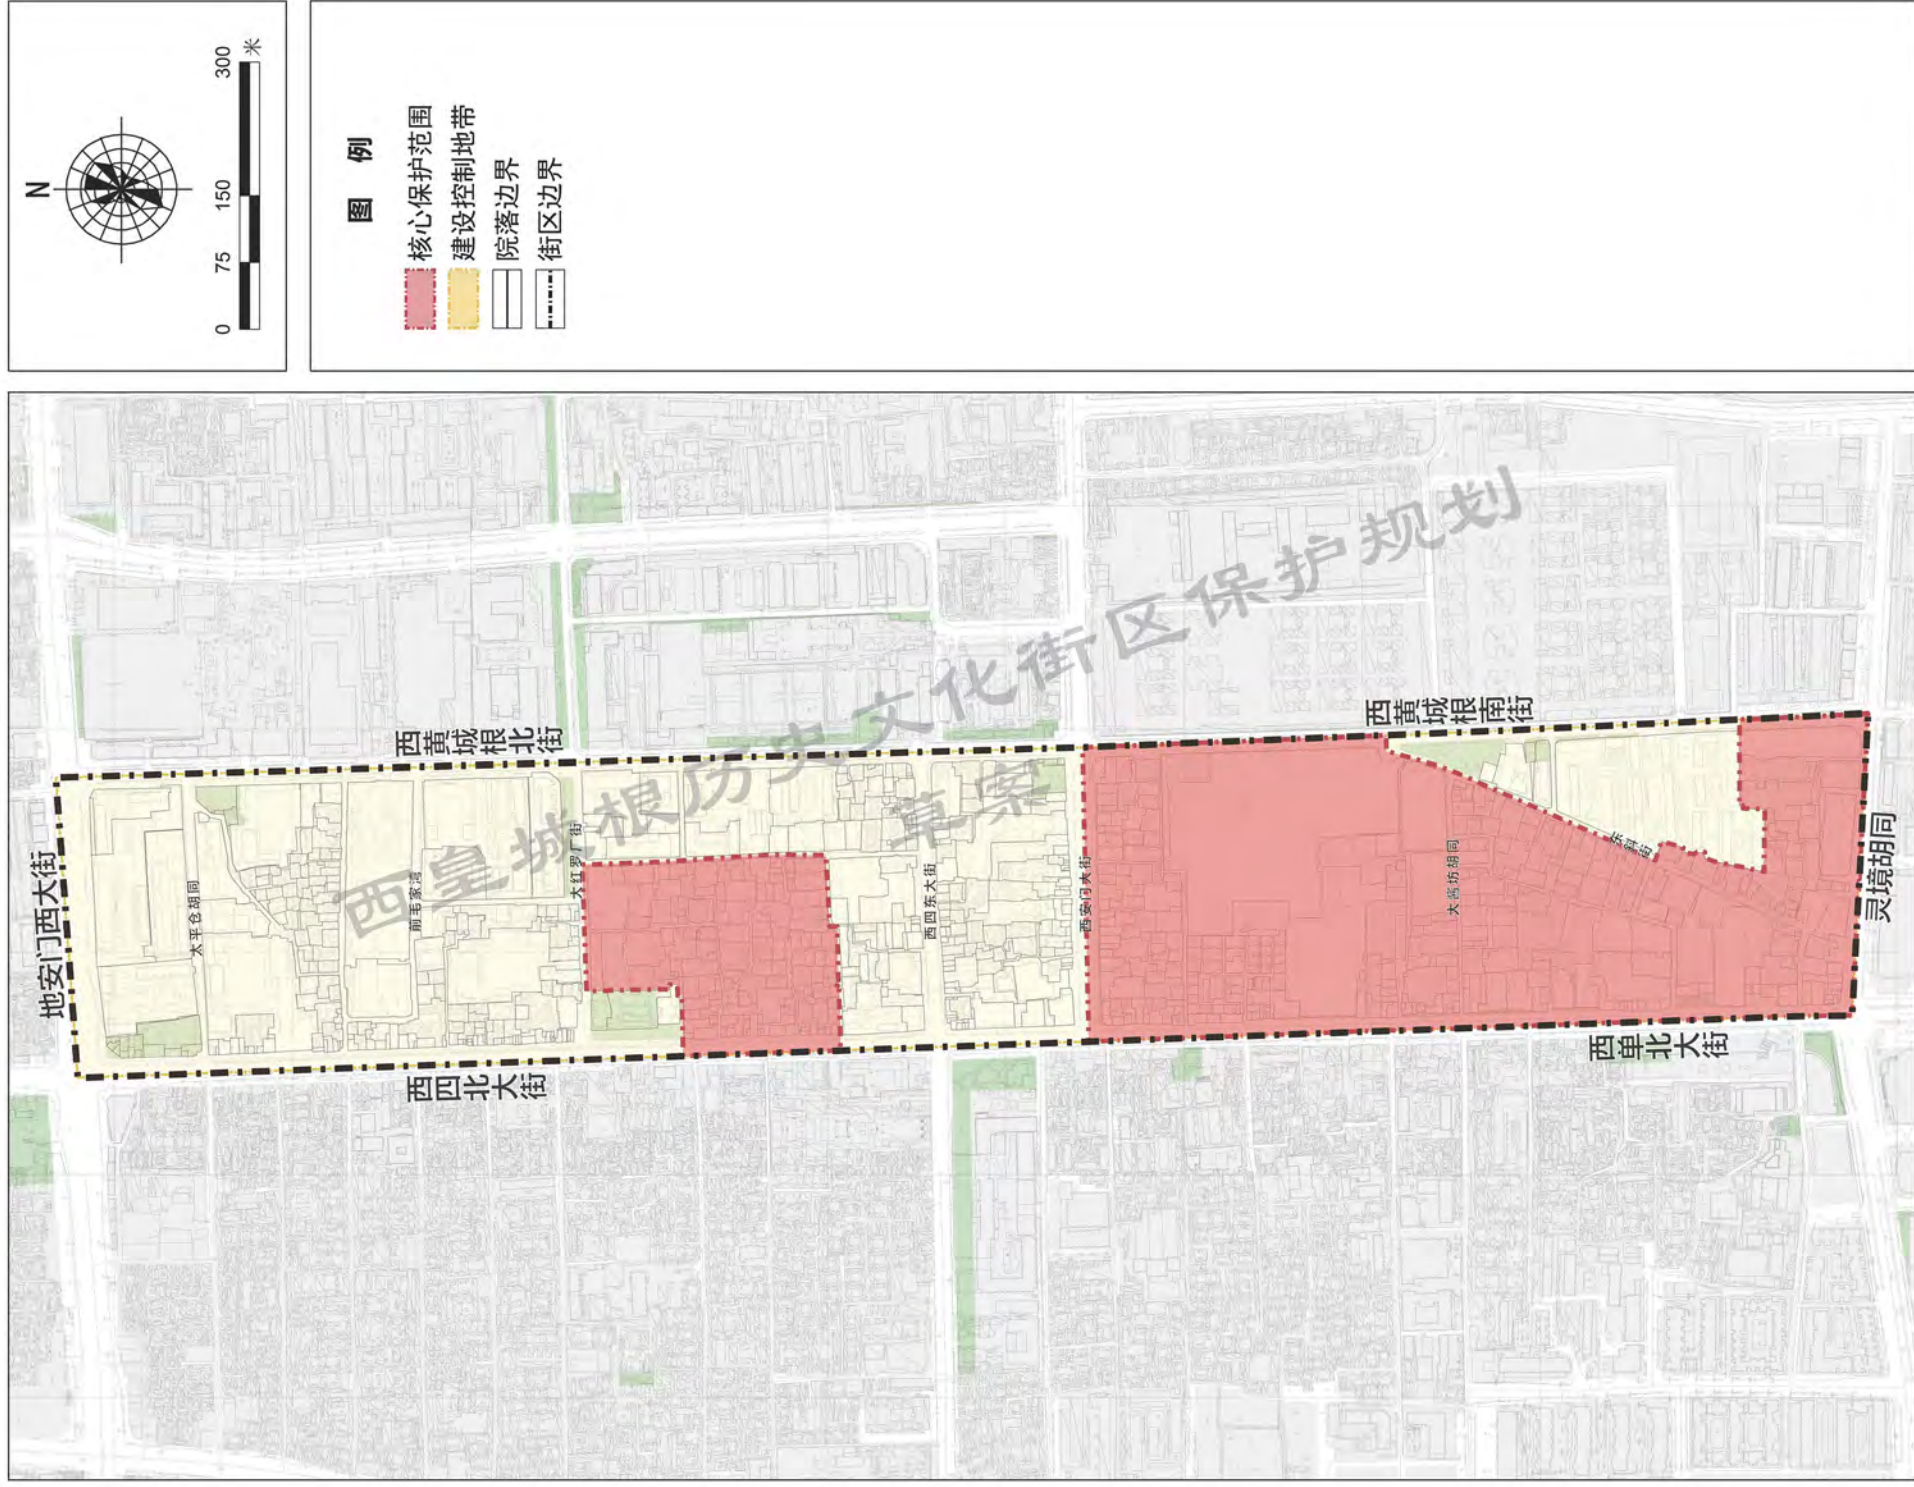 N
0 75 150 300 米
图 例
核心保护范围
建设控制地带
院落边界
街区边界
地安门西大街
西黄城根北街
西四北大街
太平仓胡同
前毛家湾
大红罗厂街
西四东大街
西安门大街
西黄城根南街
大酱坊胡同
东斜街
西单北大街
灵境胡同
西皇城根历史文化街区保护规划
草案